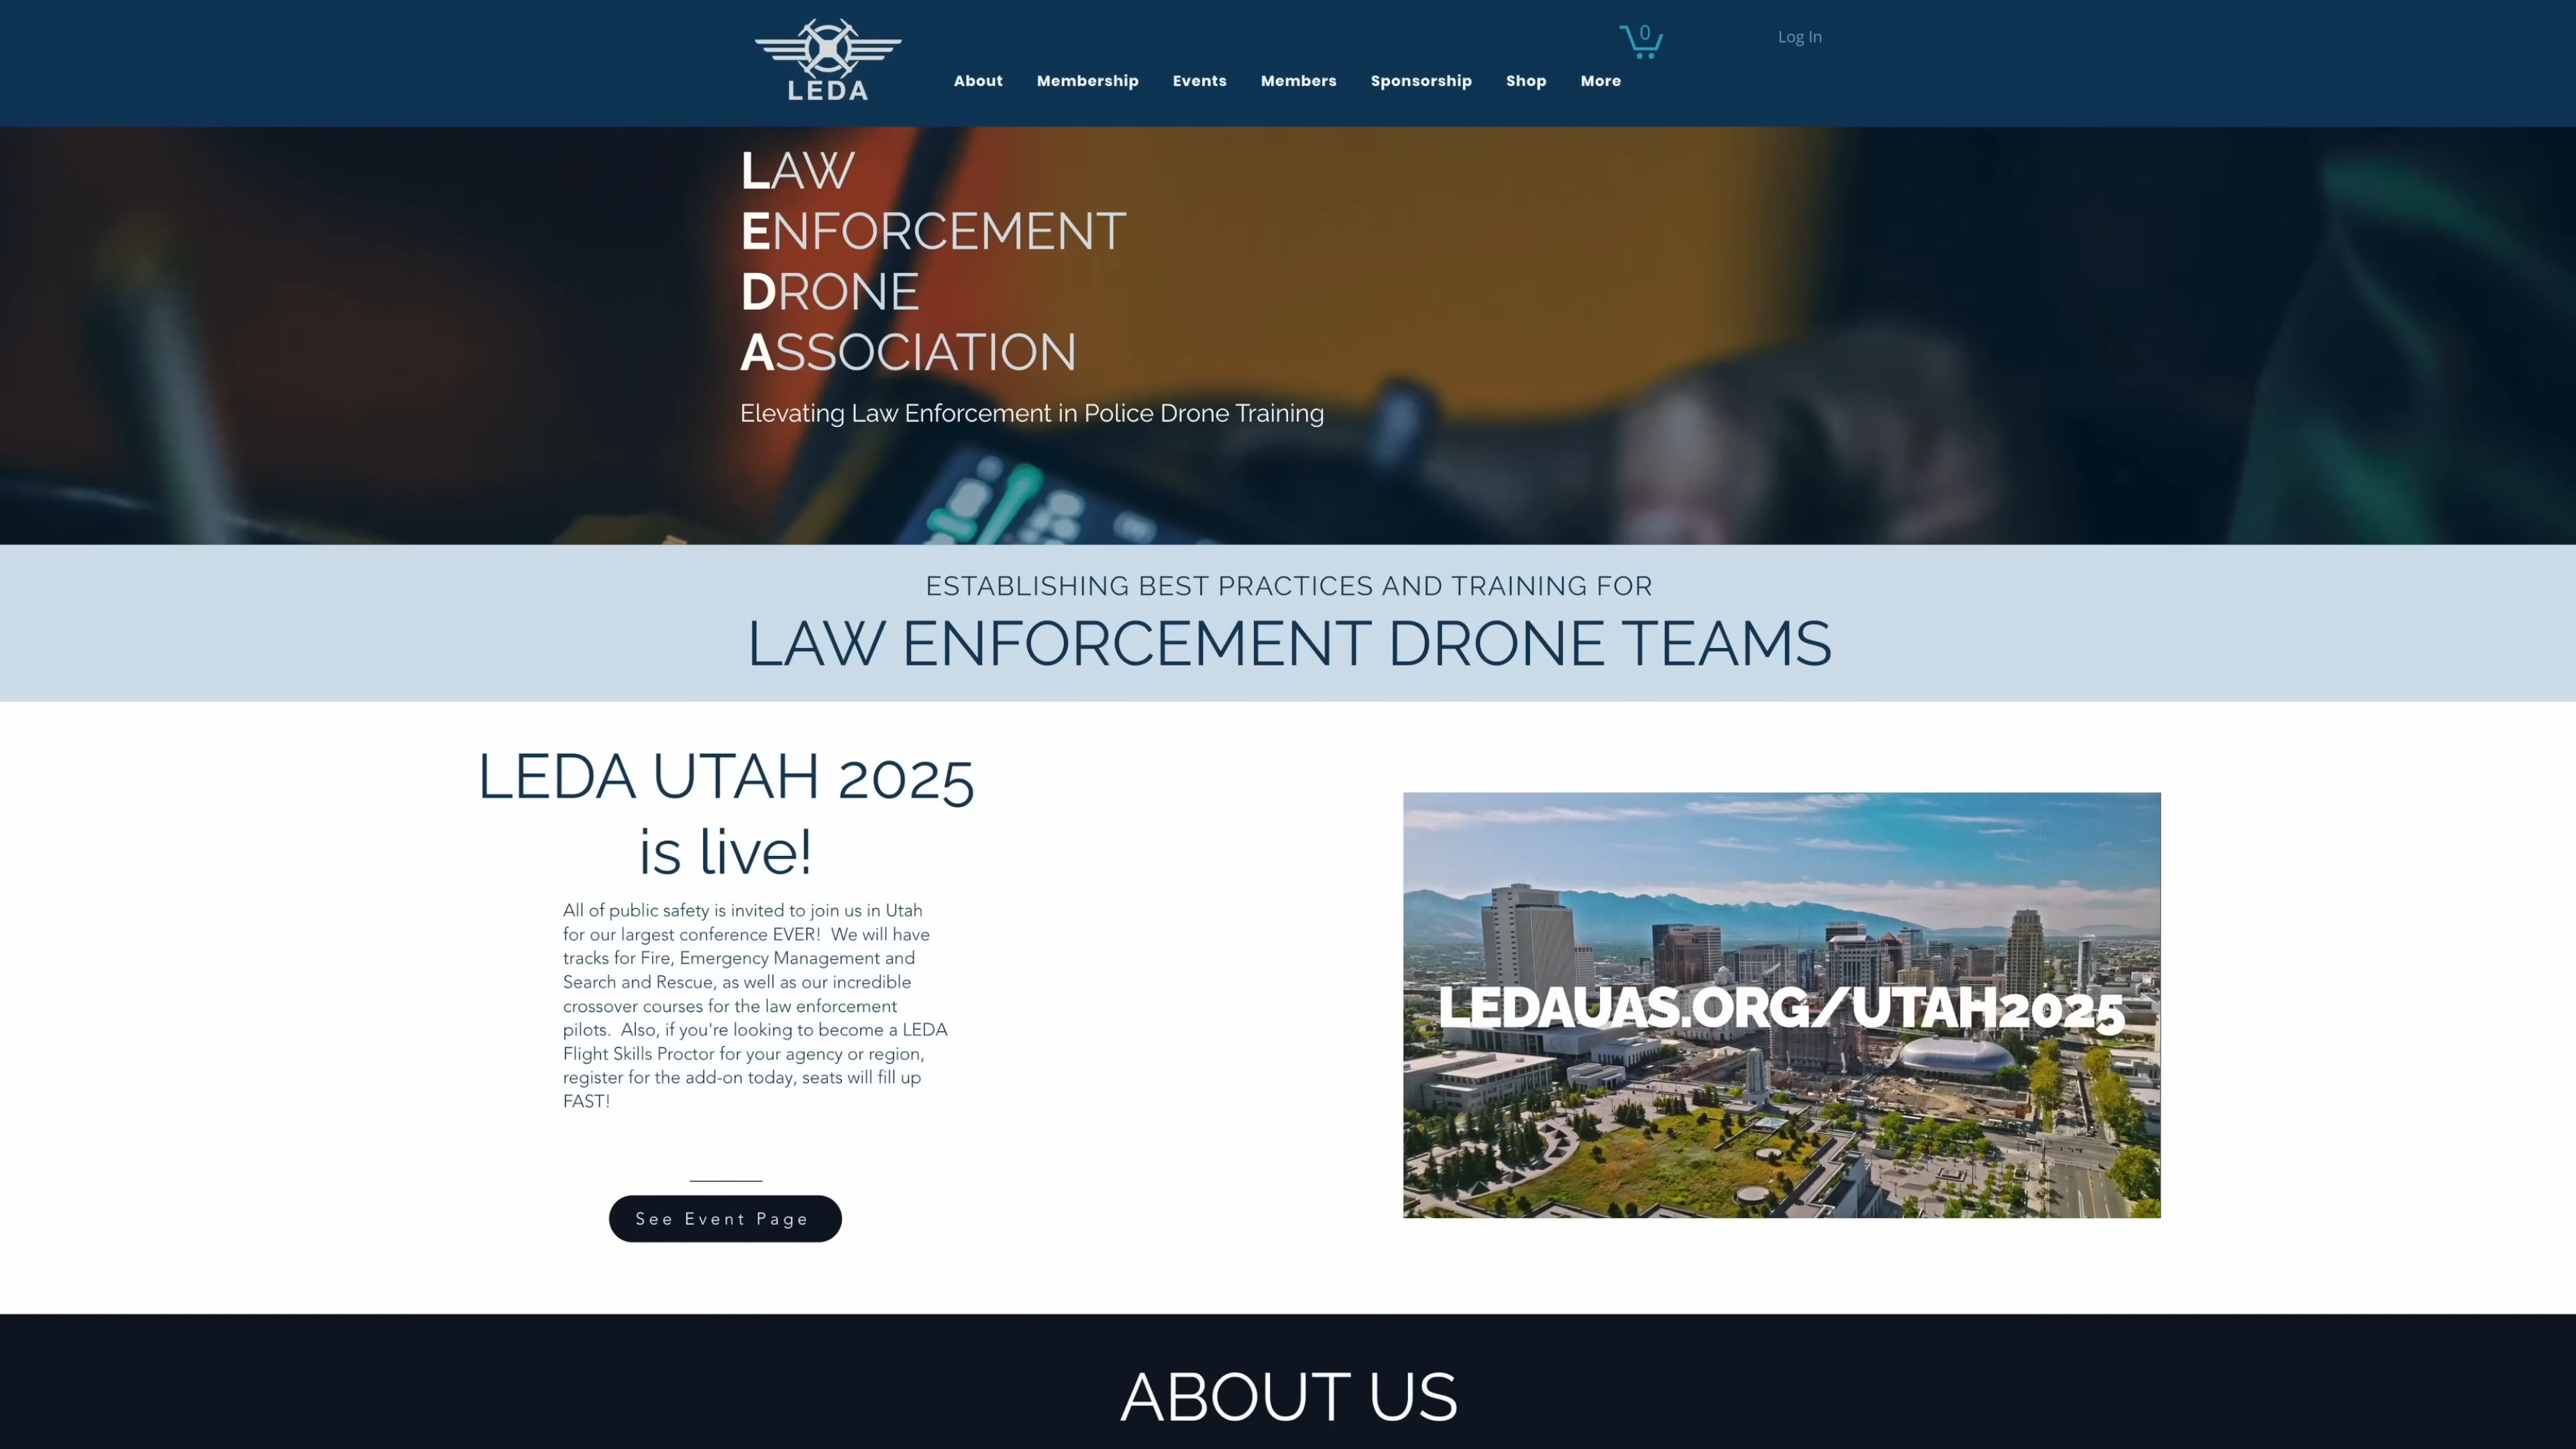 LEDA
0
Log In
About Membership Events Members Sponsorship Shop More
LAW
ENFORCEMENT
DRONE
ASSOCIATION
Elevating Law Enforcement in Police Drone Training
ESTABLISHING BEST PRACTICES AND TRAINING FOR
LAW ENFORCEMENT DRONE TEAMS
LEDA UTAH 2025
is live!
All of public safety is invited to join us in Utah
for our largest conference EVER! We will have
tracks for Fire, Emergency Management and
Search and Rescue, as well as our incredible
crossover courses for the law enforcement
pilots. Also, if you're looking to become a LEDA
Flight Skills Proctor for your agency or region,
register for the add-on today, seats will fill up
FAST!
See Event Page
LEDAUAS.ORG/UTAH2025
ABOUT US